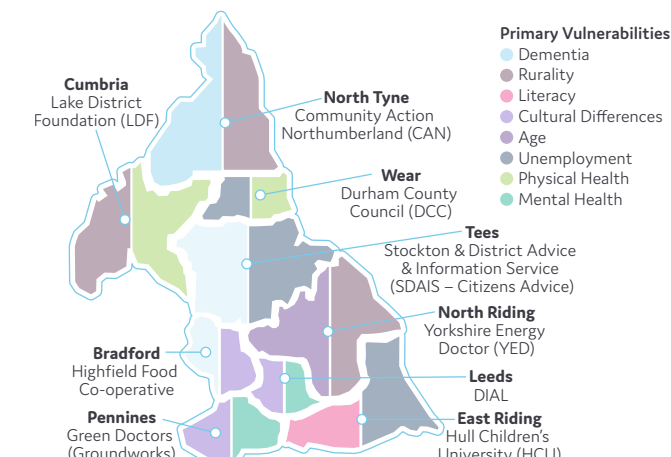 Primary Vulnerabilities
Dementia
Rurality
Literacy
Cultural Differences
Age
Unemployment
Physical Health
Mental Health
Cumbria
Lake District
Foundation (LDF)
North Tyne
Community Action
Northumberland (CAN)
Wear
Durham County
Council (DCC)
Tees
Stockton & District Advice
& Information Service
(SDAIS – Citizens Advice)
North Riding
Yorkshire Energy
Doctor (YED)
Bradford
Highfield Food
Co-operative
Leeds
DIAL
Pennines
Green Doctors
(Groundworks)
East Riding
Hull Children's
University (HCU)